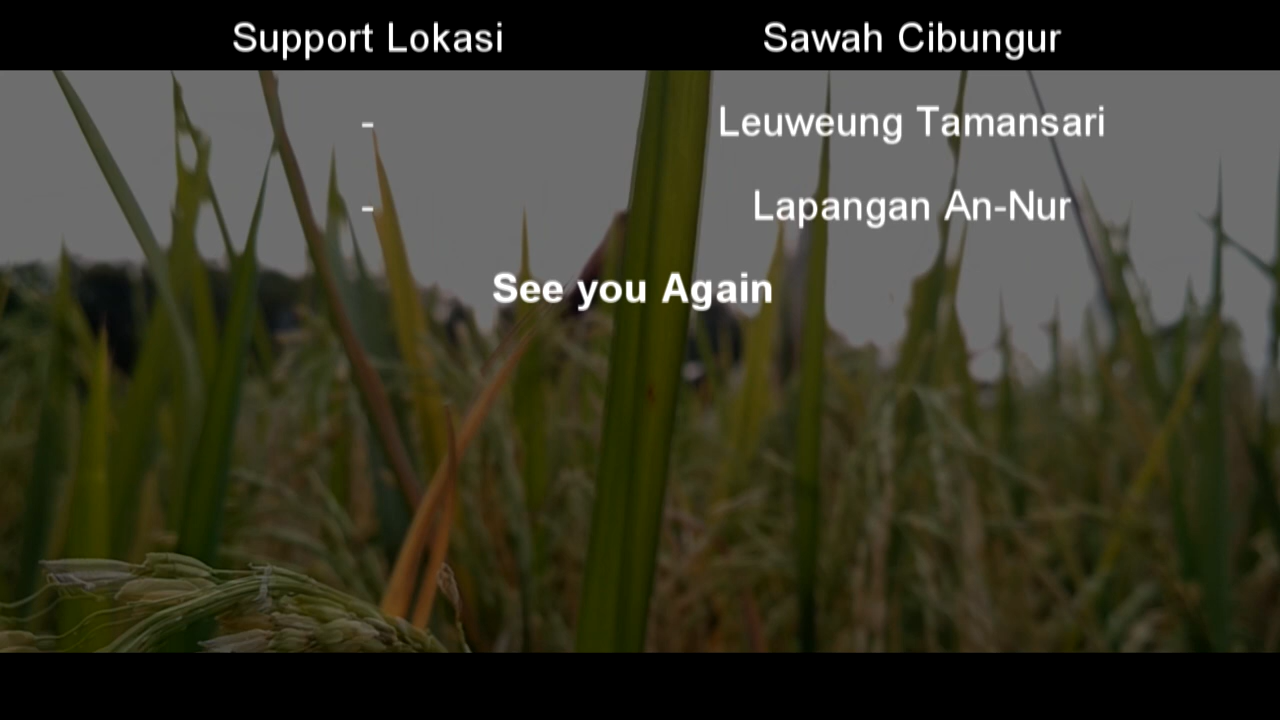 Support Lokasi Sawah Cibungur
- Leuweung Tamansari
- Lapangan An-Nur
See you Again